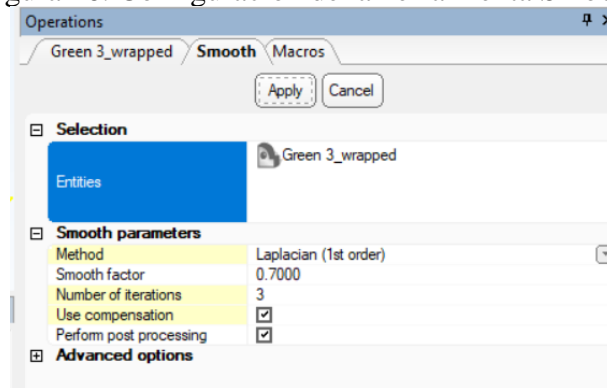 Operations
Green 3_wrapped Smooth Macros
Apply Cancel
Selection
Entities Green 3_wrapped
Smooth parameters
Method Laplacian (1st order)
Smooth factor 0.7000
Number of iterations 3
Use compensation
Perform post processing
Advanced options